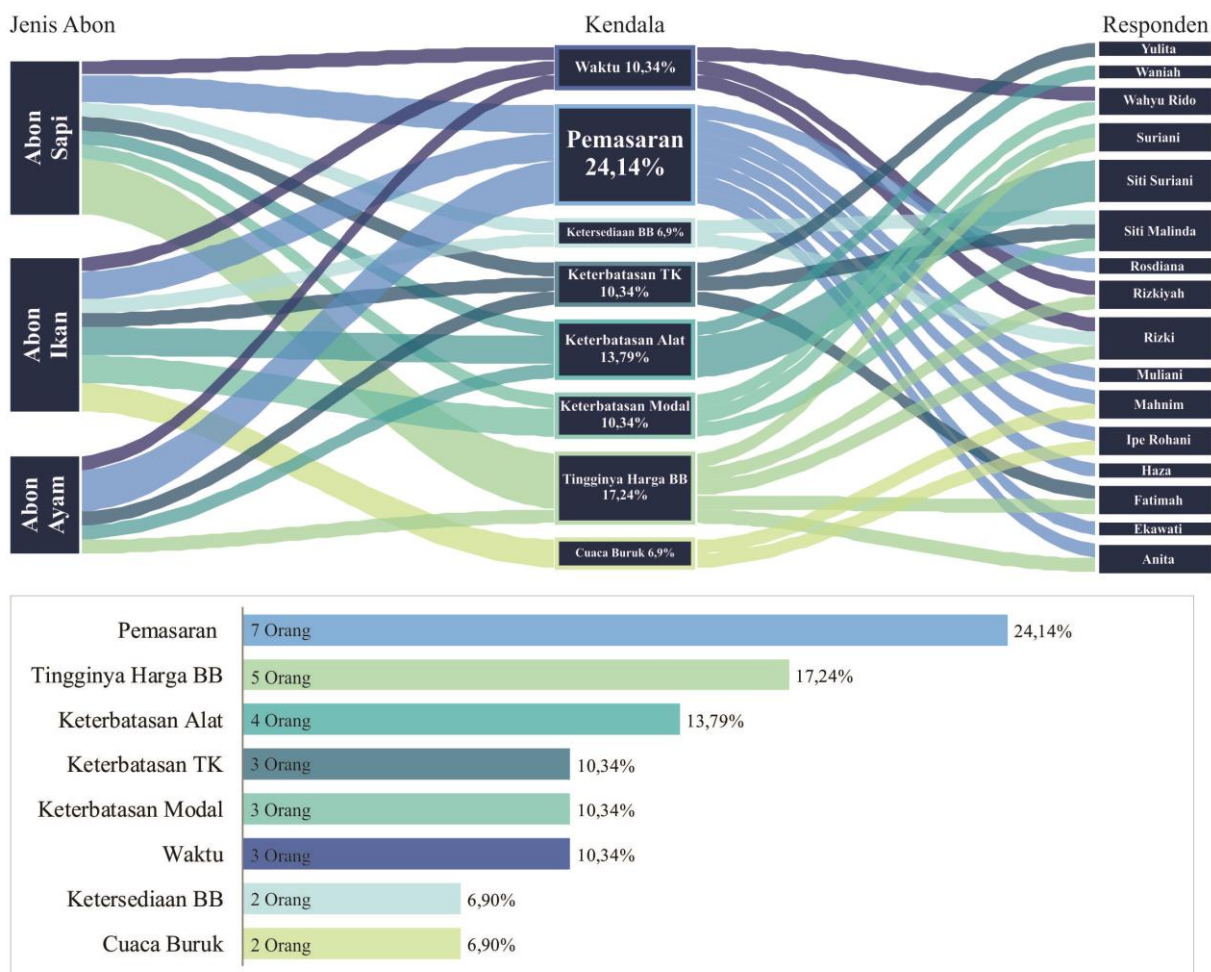 Jenis Abon
Kendala
Responden
Abon
Sapi
Abon
Ikan
Abon
Ayam
Waktu 10,34%
Pemasaran
24,14%
Ketersediaan BB 6,9%
Keterbatasan TK
10,34%
Keterbatasan Alat
13,79%
Keterbatasan Modal
10,34%
Tingginya Harga BB
17,24%
Cuaca Buruk 6,9%
Yulita
Waniah
Wahyu Rido
Suriani
Siti Suriani
Siti Malinda
Rosdiana
Rizkiyah
Rizki
Muliani
Mahnim
Ipe Rohani
Haza
Fatimah
Ekawati
Anita
Pemasaran 7 Orang 24,14%
Tingginya Harga BB 5 Orang 17,24%
Keterbatasan Alat 4 Orang 13,79%
Keterbatasan TK 3 Orang 10,34%
Keterbatasan Modal 3 Orang 10,34%
Waktu 3 Orang 10,34%
Ketersediaan BB 2 Orang 6,90%
Cuaca Buruk 2 Orang 6,90%